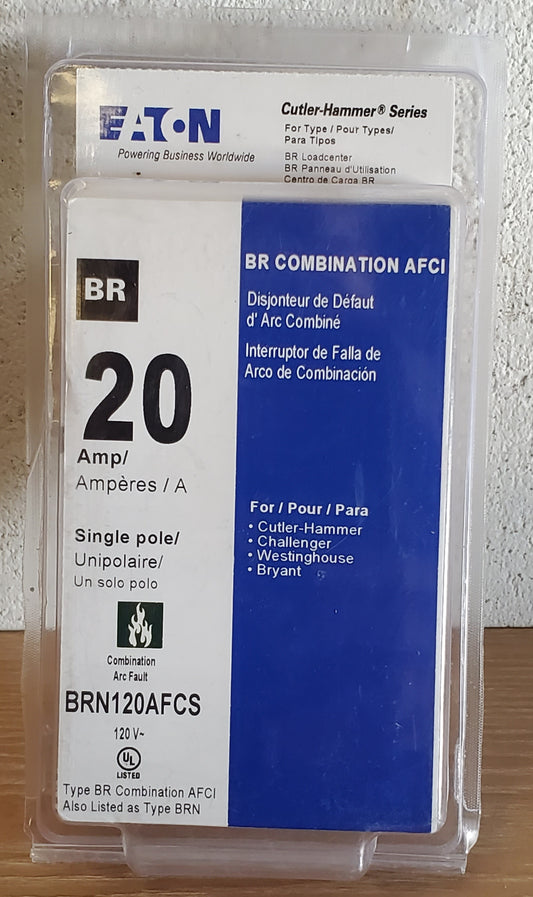 EATON
Powering Business Worldwide
Cutler-Hammer® Series
For Type / Pour Types/
Para Tipos
BR Loadcenter
BR Panneau d'Utilisation
Centro de Carga BR
BR
20
Amp/
Ampères / A
Single pole/
Unipolaire/
Un solo polo
Combination
Arc Fault
BRN120AFCS
120 V~
UL
LISTED
Type BR Combination AFCI
Also Listed as Type BRN
BR COMBINATION AFCI
Disjonteur de Défaut
d' Arc Combiné
Interruptor de Falla de
Arco de Combinación
For / Pour / Para
• Cutler-Hammer
• Challenger
• Westinghouse
• Bryant